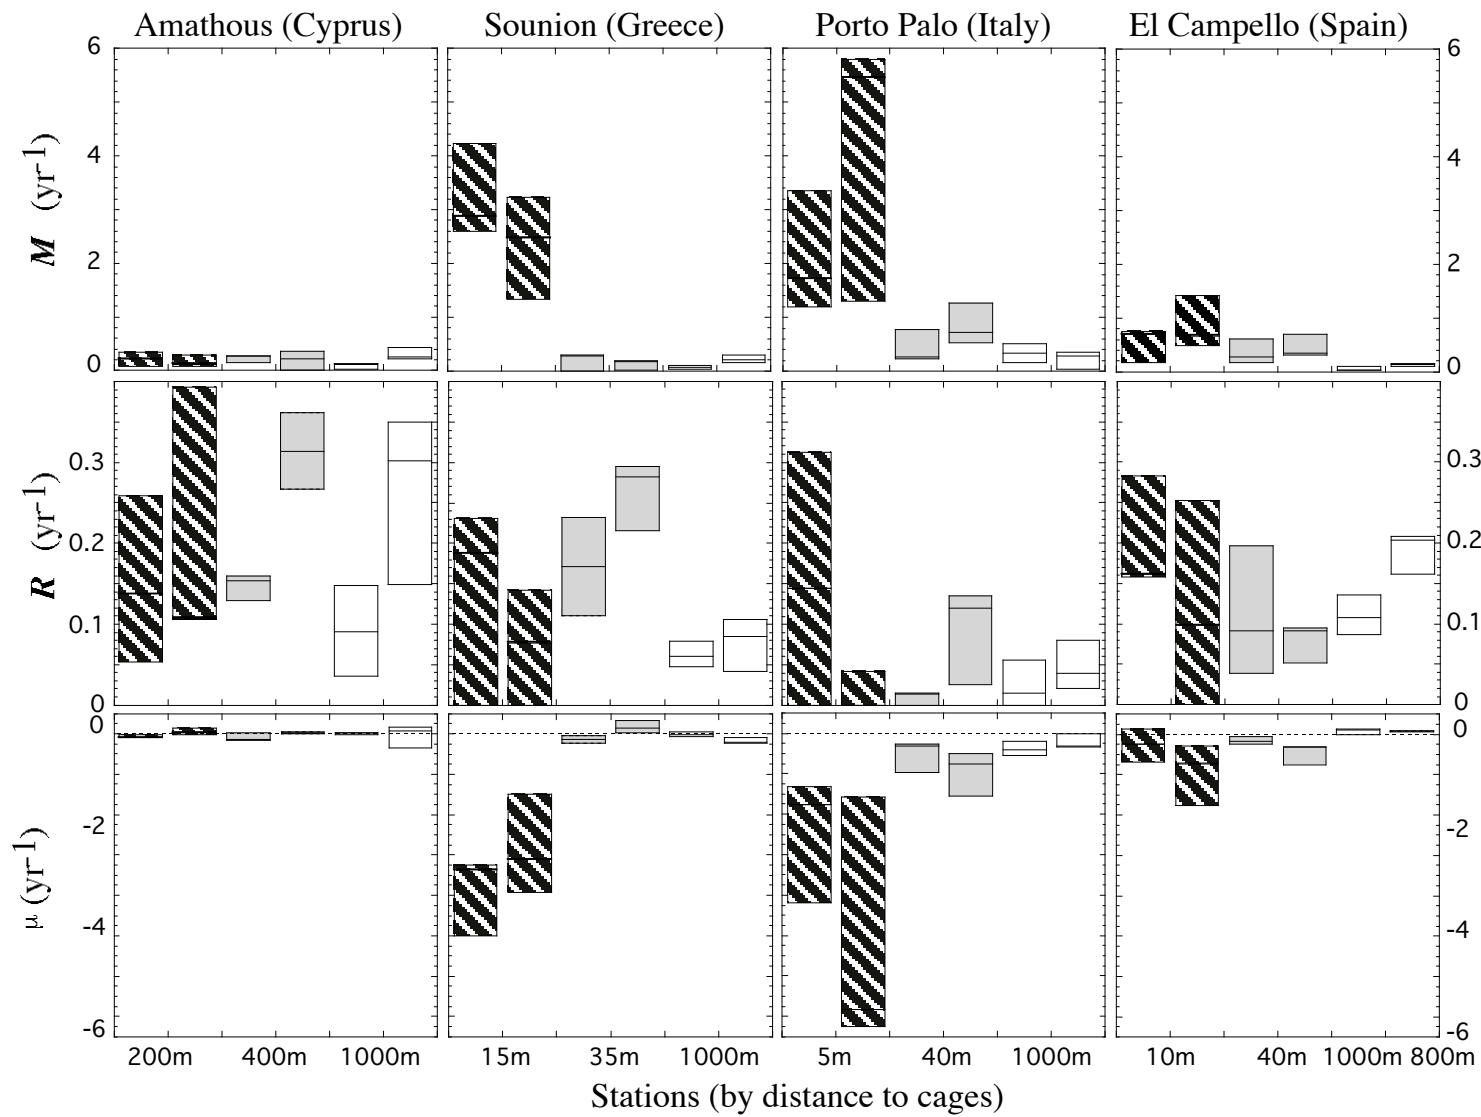 Amathous (Cyprus) Sounion (Greece) Porto Palo (Italy) El Campello (Spain)
6 6
4 4
2 2
0 0
M (yr-1)
0.3 0.3
0.2 0.2
0.1 0.1
0 0
R (yr-1)
0 0
-2 -2
-4 -4
-6 -6
μ (yr-1)
200m 400m 1000m 15m 35m 1000m 5m 40m 1000m 10m 40m 1000m 800m
Stations (by distance to cages)